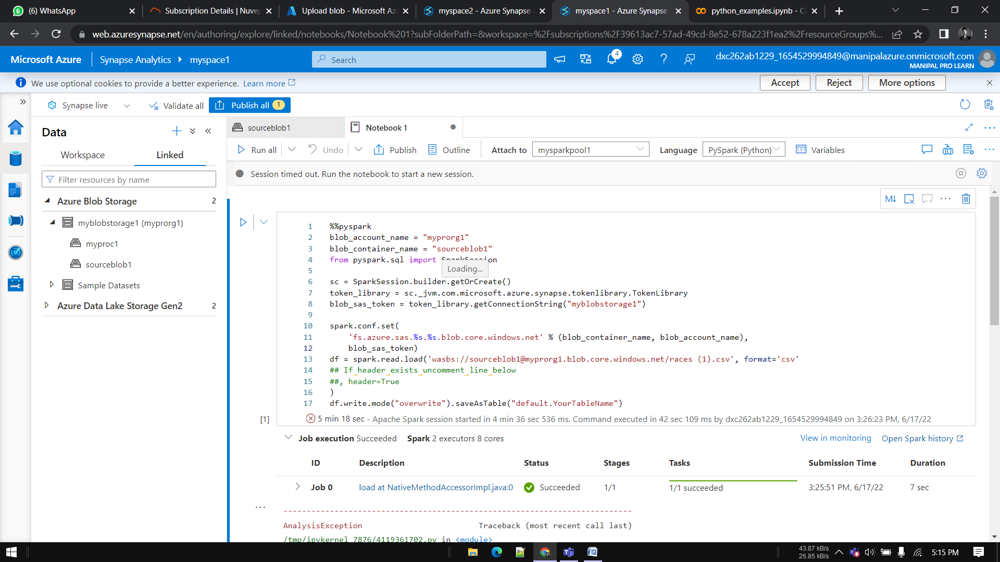 (6) WhatsApp
Subscription Details | Nuvep
Upload blob - Microsoft Az
myspace2 - Azure Synapse
myspace1 - Azure Synapse
python_examples.ipynb - C
web.azuresynapse.net/en/authoring/explore/linked/notebooks/Notebook%201?subFolderPath=&workspace=%2Fsubscriptions%2F39613ac7-57ad-49cd-8e52-678a223f1ea2%2FresourceGroups%...
Microsoft Azure
Synapse Analytics
myspace1
Search
4
dxc262ab1229_1654529994849@manipalazure.onmicrosoft.com
MANIPAL PRO LEARN
We use optional cookies to provide a better experience. Learn more
Accept
Reject
More options
Synapse live
Validate all
Publish all 1
Data
sourceblob1
Notebook 1
Workspace
Linked
Run all
Undo
Publish
Outline
Attach to
mysparkpool1
Language
PySpark (Python)
Variables
Filter resources by name
Session timed out. Run the notebook to start a new session.
Azure Blob Storage 2
myblobstorage1 (myprorg1)
myproc1
sourceblob1
Sample Datasets
Azure Data Lake Storage Gen2 2
M↓
1 %%pyspark
2 blob_account_name = "myprorg1"
3 blob_container_name = "sourceblob1"
4 from pyspark.sql import SparkSession
Loading...
5
6 sc = SparkSession.builder.getOrCreate()
7 token_library = sc._jvm.com.microsoft.azure.synapse.tokenlibrary.TokenLibrary
8 blob_sas_token = token_library.getConnectionString("myblobstorage1")
9
10 spark.conf.set(
11 'fs.azure.sas.%s.%s.blob.core.windows.net' % (blob_container_name, blob_account_name),
12 blob_sas_token)
13 df = spark.read.load('wasbs://sourceblob1@myprorg1.blob.core.windows.net/races (1).csv', format='csv'
14 ## If header exists uncomment line below
15 ##, header=True
16 )
17 df.write.mode("overwrite").saveAsTable("default.YourTableName")
[1]
5 min 18 sec - Apache Spark session started in 4 min 36 sec 536 ms. Command executed in 42 sec 109 ms by dxc262ab1229_1654529994849 on 3:26:23 PM, 6/17/22
Job execution Succeeded Spark 2 executors 8 cores
View in monitoring
Open Spark history
ID Description Status Stages Tasks Submission Time Duration
Job 0 load at NativeMethodAccessorImpl.java:0 Succeeded 1/1 1/1 succeeded 3:25:51 PM, 6/17/22 7 sec
...
---------------------------------------------------------------------------
AnalysisException Traceback (most recent call last)
/tmp/ipykernel_7876/4119361702.py in <module>
43.87 kB/s
26.85 kB/s
5:15 PM